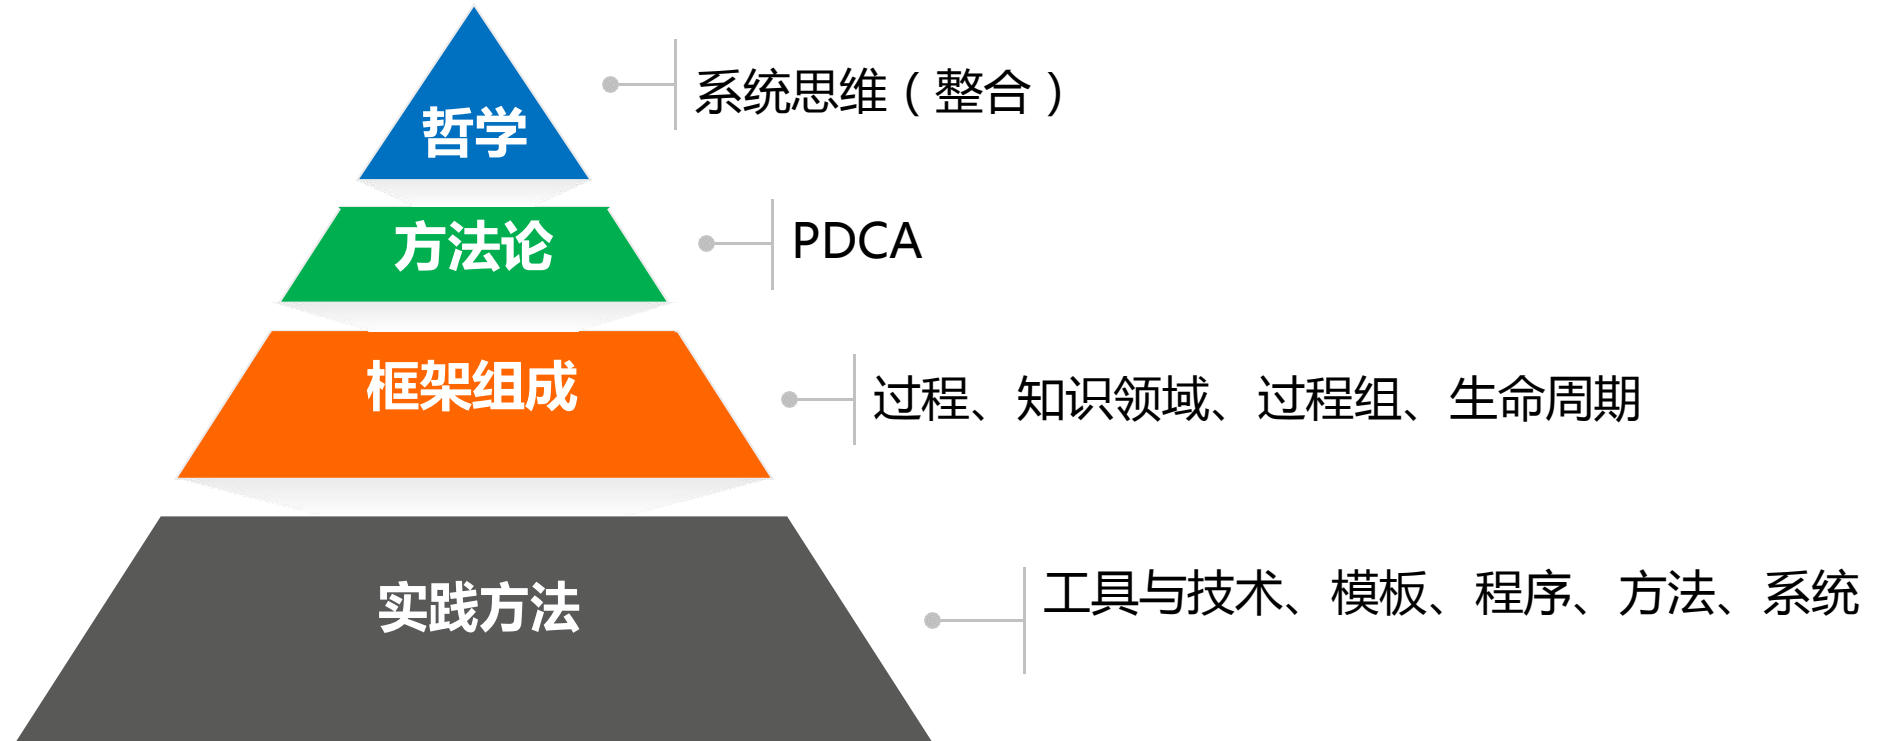 哲学
系统思维（整合）
方法论
PDCA
框架组成
过程、知识领域、过程组、生命周期
实践方法
工具与技术、模板、程序、方法、系统